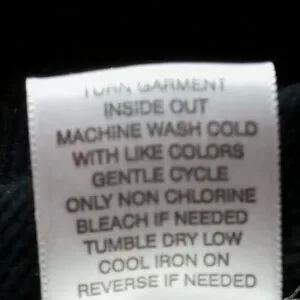 TURN GARMENT
INSIDE OUT
MACHINE WASH COLD
WITH LIKE COLORS
GENTLE CYCLE
ONLY NON CHLORINE
BLEACH IF NEEDED
TUMBLE DRY LOW
COOL IRON ON
REVERSE IF NEEDED